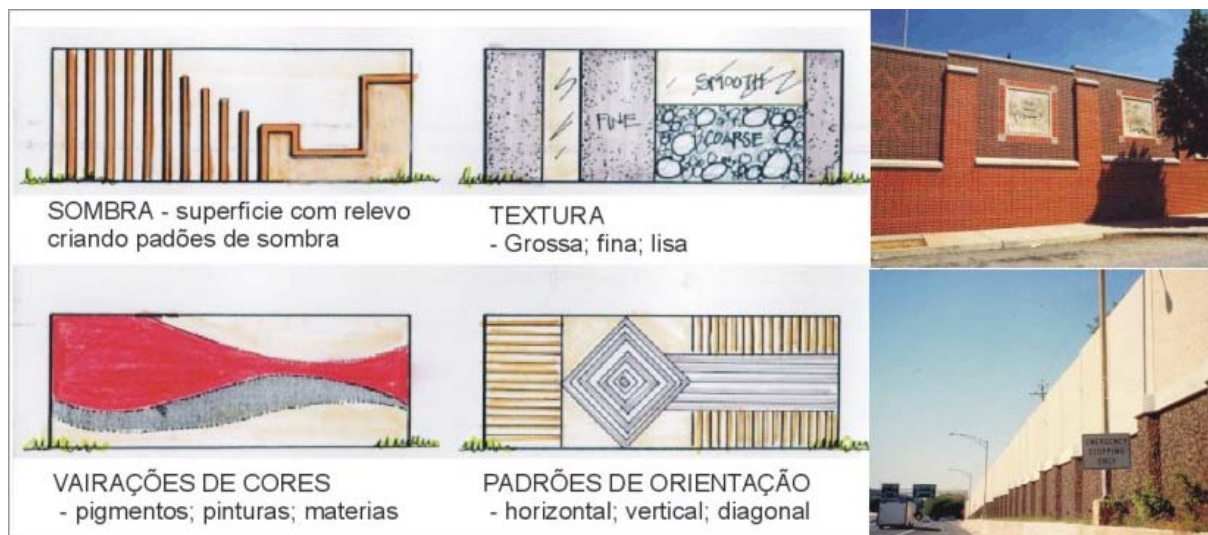 SOMBRA - superfície com relevo
criando padões de sombra
SMOOTH
FINE
COARSE
TEXTURA
- Grossa; fina; lisa
VAIRAÇÕES DE CORES
- pigmentos; pinturas; materias
PADRÕES DE ORIENTAÇÃO
- horizontal; vertical; diagonal
EMERGENCY
STOPPING
ONLY